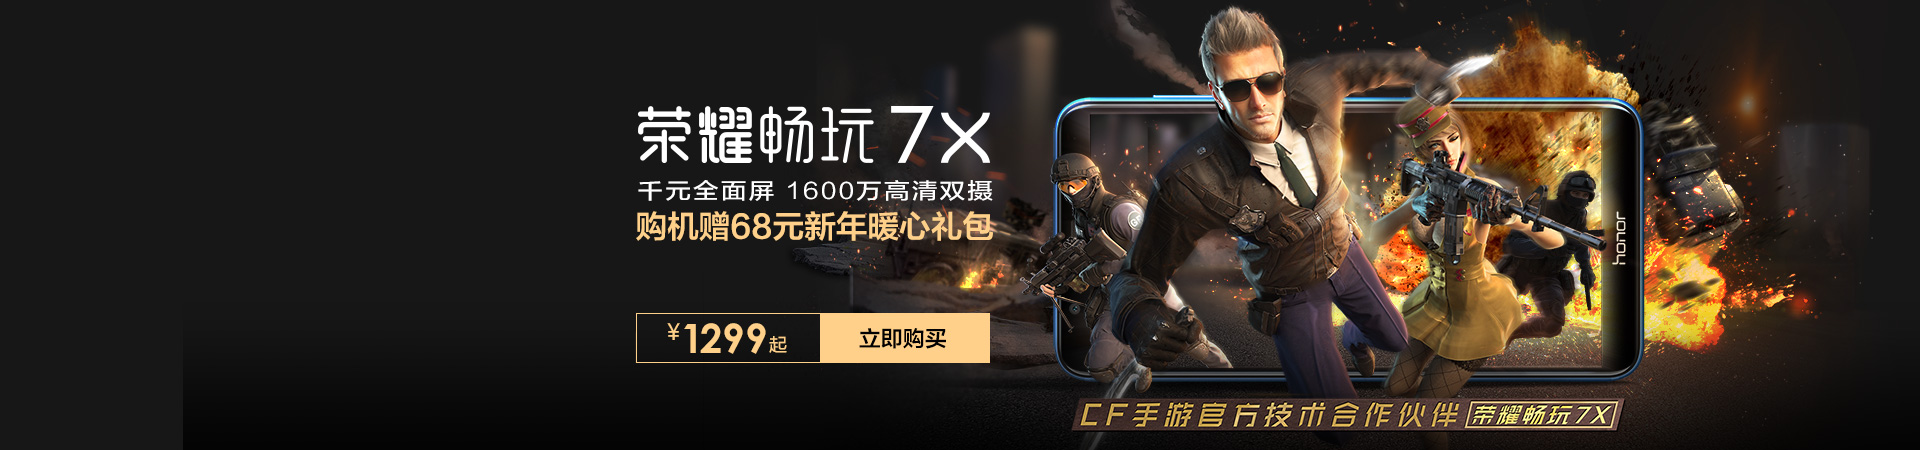 荣耀畅玩7X
千元全面屏 1600万高清双摄
购机赠68元新年暖心礼包
¥1299起
立即购买
honor
CF手游官方技术合作伙伴 荣耀畅玩7X